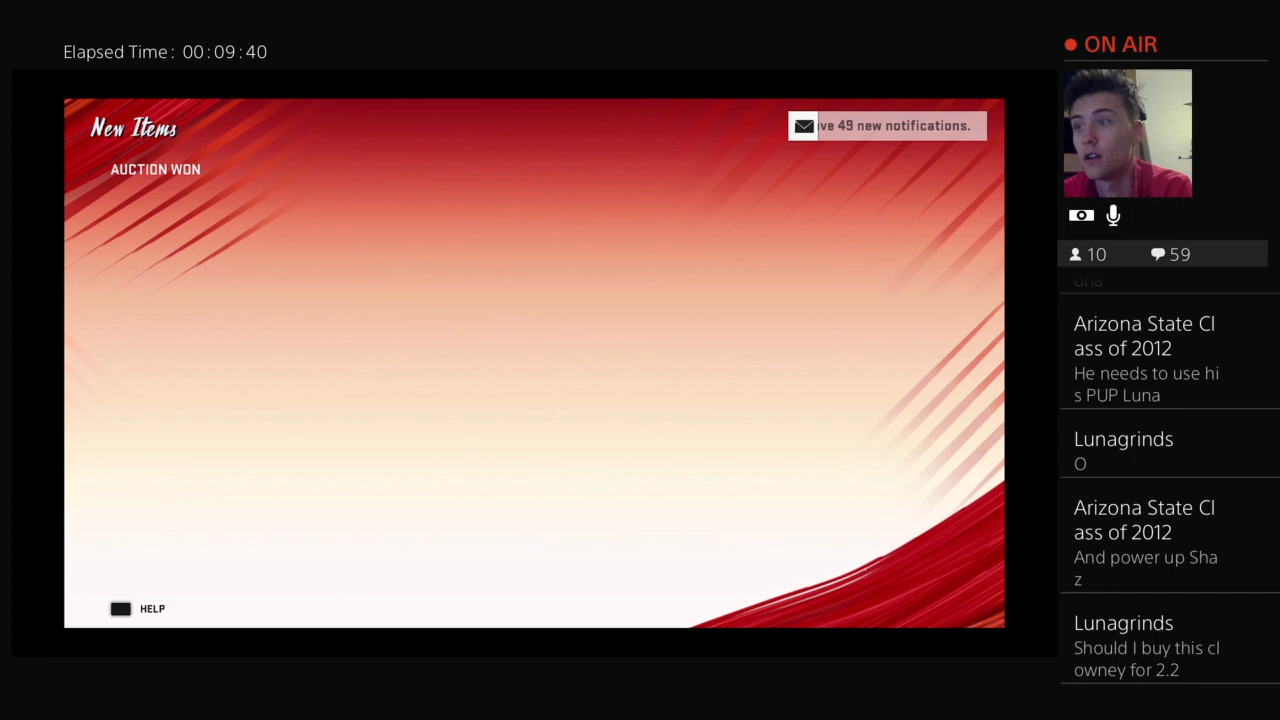 Elapsed Time: 00:09:40
ON AIR
New Items
ve 49 new notifications.
AUCTION WON
10
59
Arizona State Cl
ass of 2012
He needs to use hi
s PUP Luna
Lunagrinds
O
Arizona State Cl
ass of 2012
And power up Sha
z
Lunagrinds
Should I buy this cl
owney for 2.2
HELP